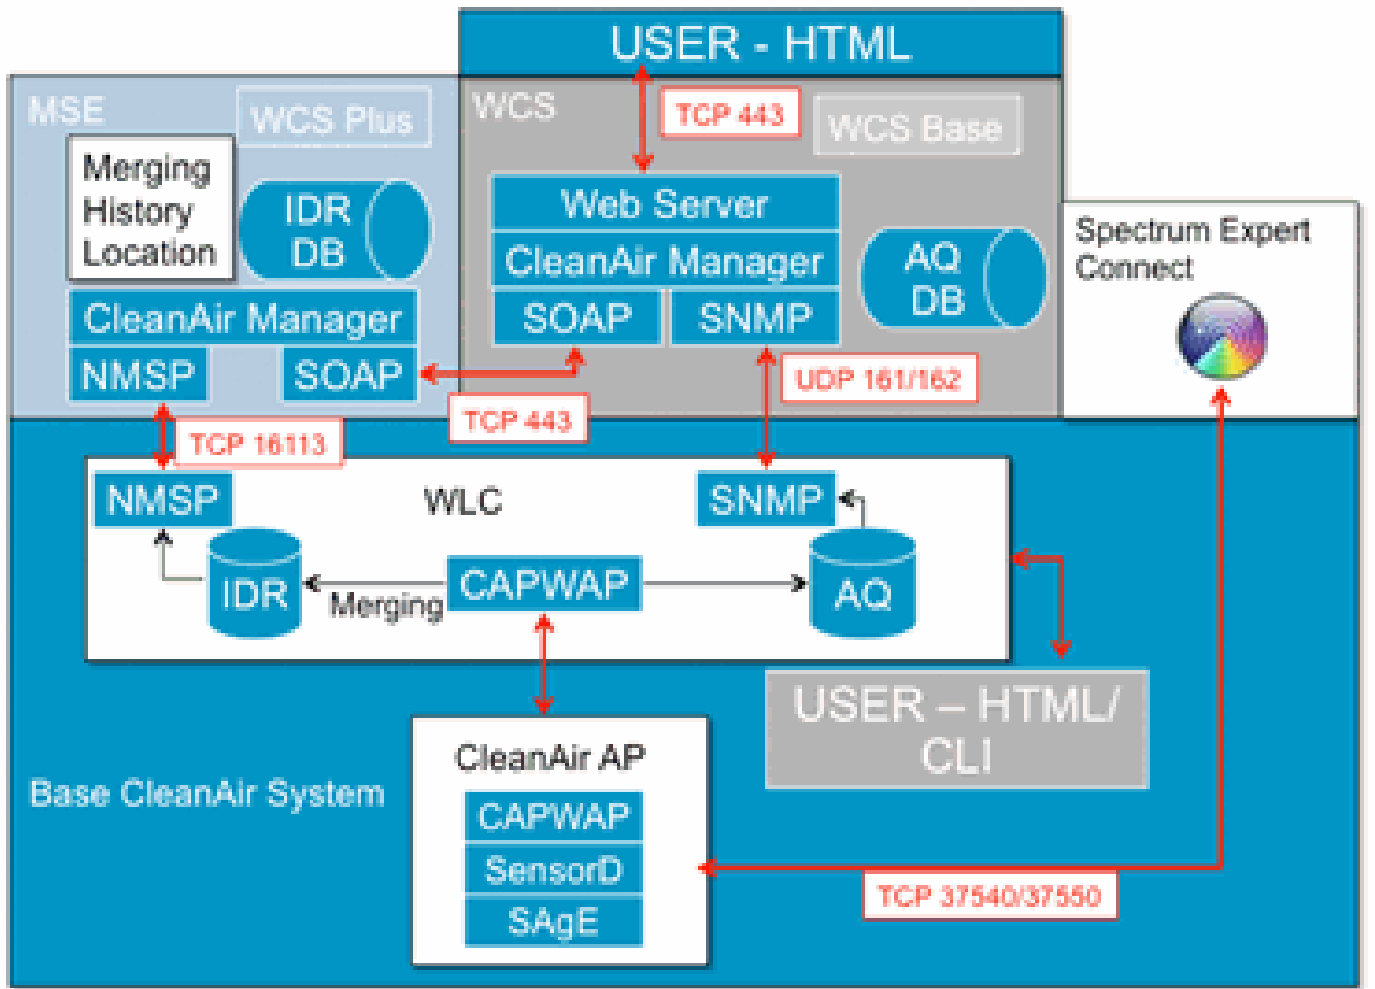 USER - HTML
MSE
WCS Plus
WCS
TCP 443
WCS Base
Merging
History
Location
IDR
DB
Web Server
CleanAir Manager
SOAP
SNMP
AQ
DB
Spectrum Expert
Connect
CleanAir Manager
NMSP
SOAP
UDP 161/162
TCP 443
TCP 16113
NMSP
WLC
SNMP
IDR
Merging
CAPWAP
AQ
USER – HTML/
CLI
CleanAir AP
Base CleanAir System
CAPWAP
SensorD
SAgE
TCP 37540/37550